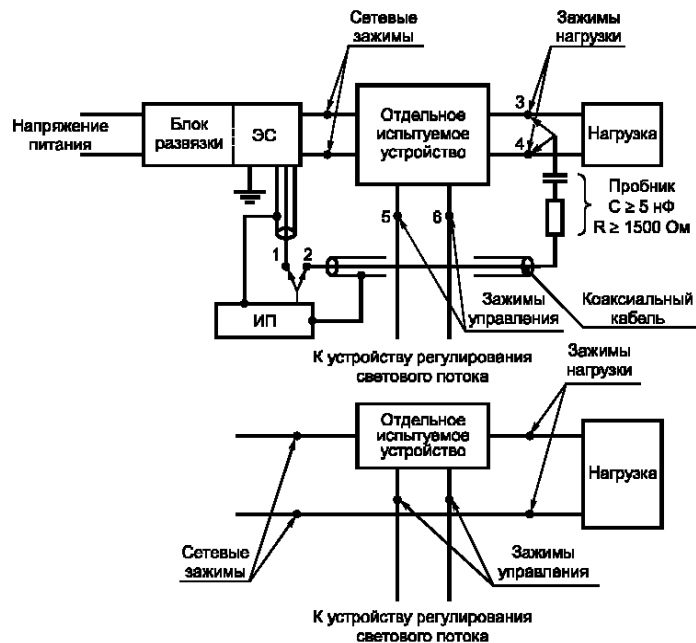 Сетевые
зажимы
Зажимы
нагрузки
Напряжение
питания
Блок
развязки
ЭС
Отдельное
испытуемое
устройство
3
4
Нагрузка
Пробник
С ≥ 5 нФ
R ≥ 1500 Ом
5
6
1
2
ИП
Зажимы
управления
Коаксиальный
кабель
К устройству регулирования
светового потока
Зажимы
нагрузки
Отдельное
испытуемое
устройство
Нагрузка
Сетевые
зажимы
Зажимы
управления
К устройству регулирования
светового потока